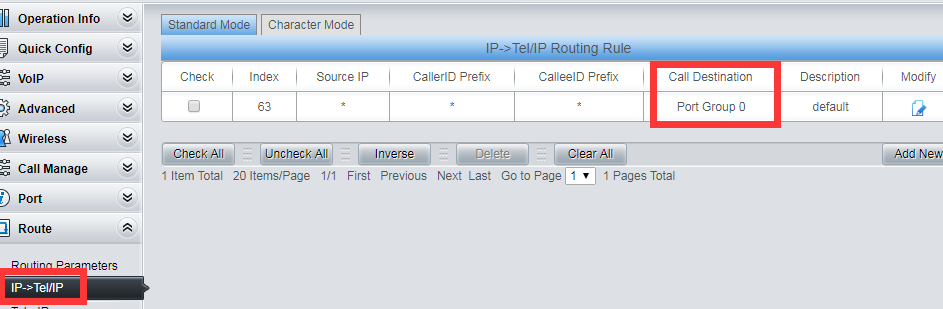 Operation Info
Quick Config
VoIP
Advanced
Wireless
Call Manage
Port
Route
Routing Parameters
IP->Tel/IP
Standard Mode Character Mode
IP->Tel/IP Routing Rule
Check Index Source IP CallerID Prefix CalleeID Prefix Call Destination Description Modify
63 * * * Port Group 0 default
Check All Uncheck All Inverse Delete Clear All Add New
1 Item Total 20 Items/Page 1/1 First Previous Next Last Go to Page 1 1 Pages Total